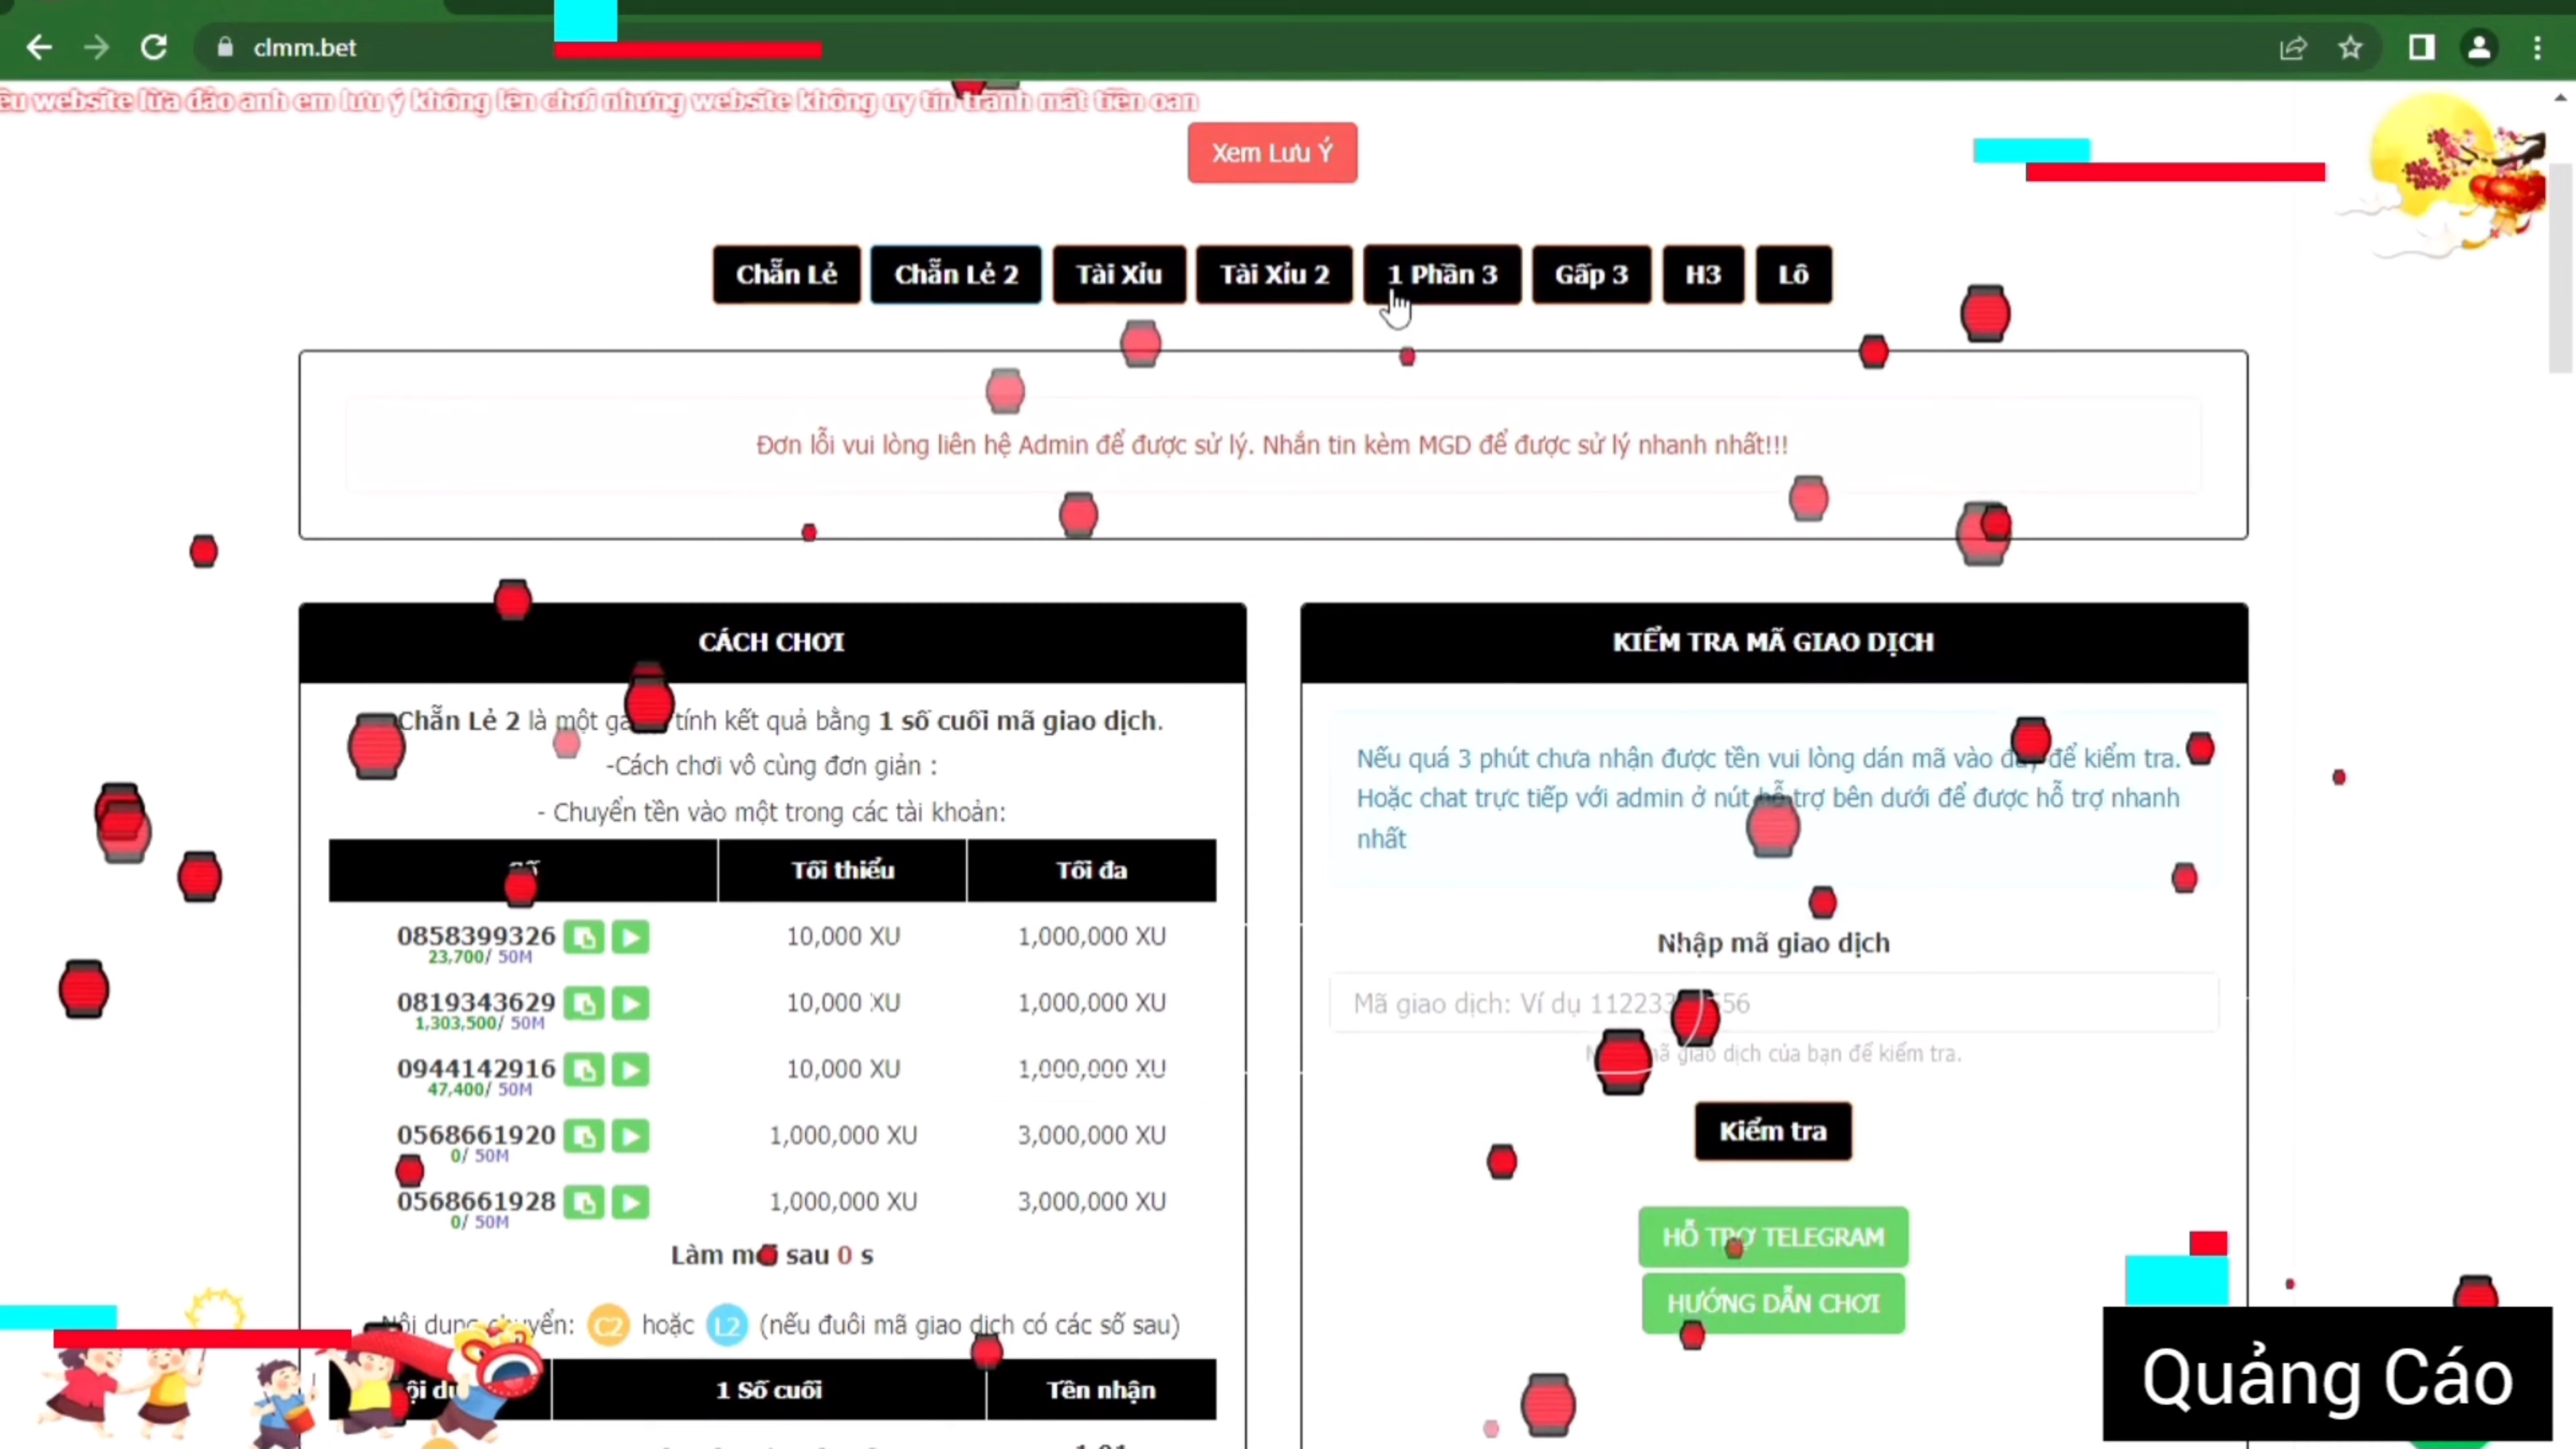 clmm.bet
website lừa đảo anh em lưu ý không lên chơi nhưng website không uy tín tránh mất tiền oan
Xem Lưu Ý
Chẵn Lẻ Chẵn Lẻ 2 Tài Xỉu Tài Xỉu 2 1 Phần 3 Gấp 3 H3 Lô
Đơn lỗi vui lòng liên hệ Admin để được sử lý. Nhắn tin kèm MGD để được sử lý nhanh nhất!!!
CÁCH CHƠI
Chẵn Lẻ 2 là một tính kết quả bằng 1 số cuối mã giao dịch.
-Cách chơi vô cùng đơn giản :
- Chuyển tền vào một trong các tài khoản:
Tối thiểu Tối đa
0858399326 10,000 XU 1,000,000 XU
23,700/ 50M
0819343629 10,000 XU 1,000,000 XU
1,303,500/ 50M
0944142916 10,000 XU 1,000,000 XU
47,400/ 50M
0568661920 1,000,000 XU 3,000,000 XU
0/ 50M
0568661928 1,000,000 XU 3,000,000 XU
0/ 50M
Làm sau 0 s
C2 hoặc L2 (nếu đuôi mã giao dịch có các số sau)
1 Số cuối Tền nhận
KIỂM TRA MÃ GIAO DỊCH
Nếu quá 3 phút chưa nhận được tền vui lòng dán mã vào để kiểm tra.
Hoặc chat trực tiếp với admin ở nút trợ bên dưới để được hỗ trợ nhanh
nhất
Nhập mã giao dịch
Mã giao dịch: Ví dụ
giao dịch của bạn để kiểm tra.
Kiểm tra
HỖ TRỢ TELEGRAM
HƯỚNG DẪN CHƠI
Quảng Cáo